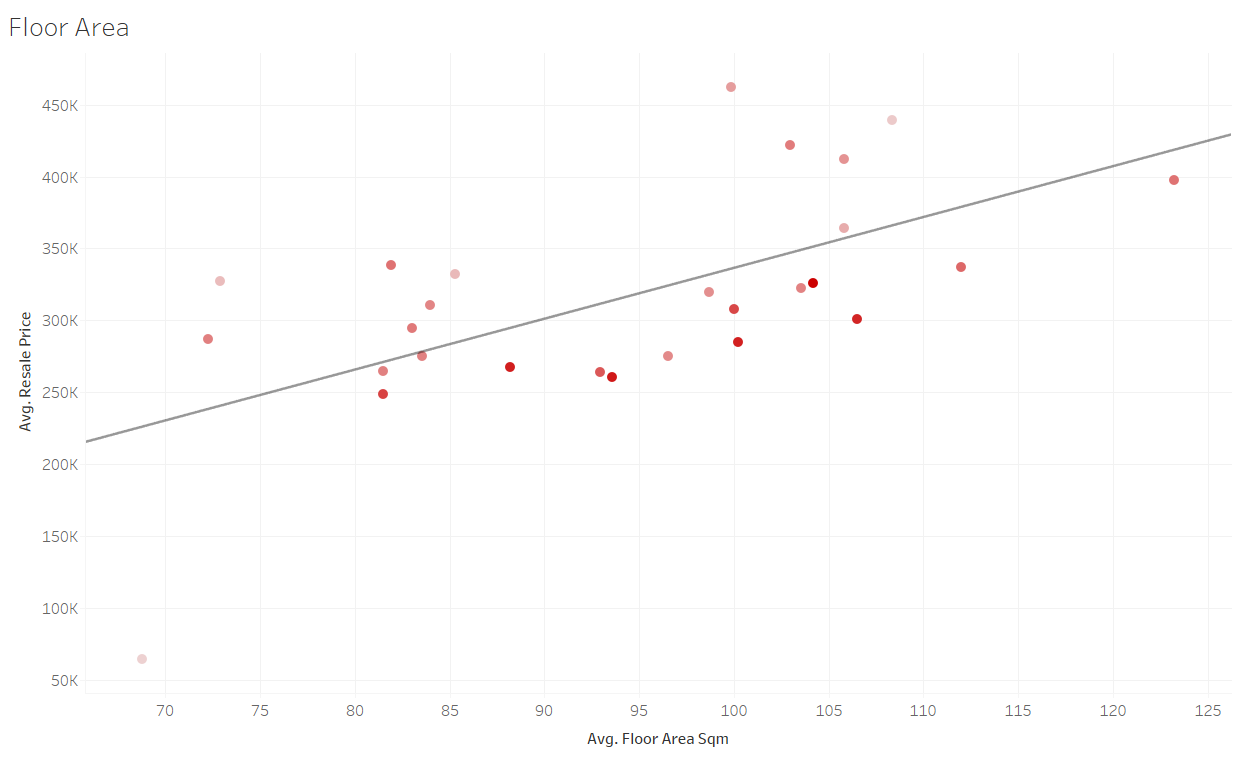 Floor Area
450K
400K
350K
300K
250K
200K
150K
100K
50K
Avg. Resale Price
70 75 80 85 90 95 100 105 110 115 120 125
Avg. Floor Area Sqm